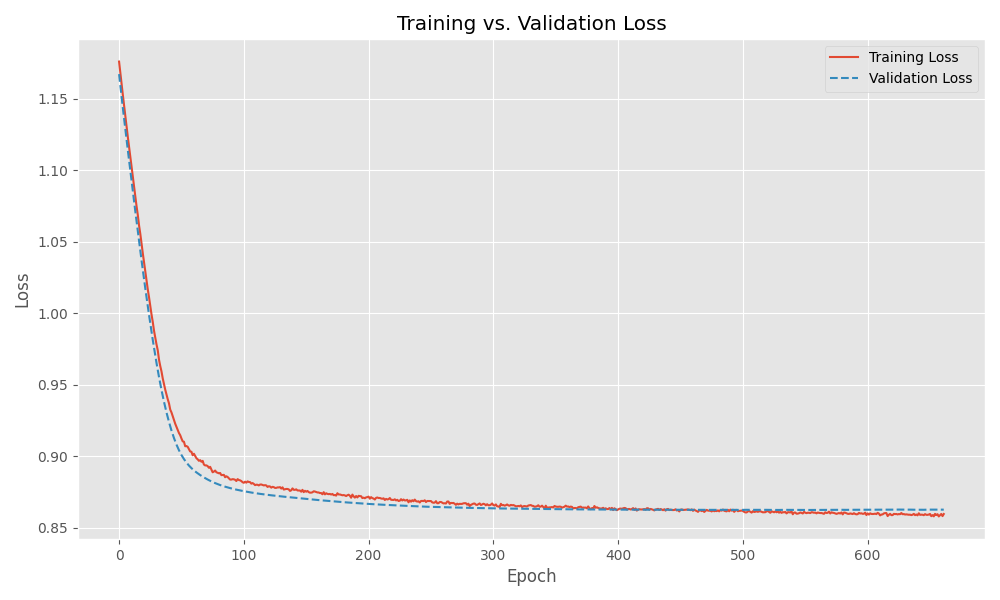 Training vs. Validation Loss
Training Loss
Validation Loss
Loss
1.15
1.10
1.05
1.00
0.95
0.90
0.85
0 100 200 300 400 500 600
Epoch